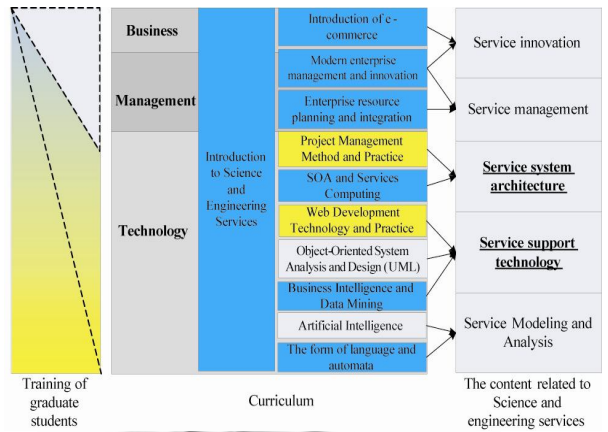 Business
Management
Technology
Introduction
to Science
and
Engineering
Services
Introduction of e -
commerce
Modern enterprise
management and innovation
Enterprise resource
planning and integration
Project Management
Method and Practice
SOA and Services
Computing
Web Development
Technology and Practice
Object-Oriented System
Analysis and Design (UML)
Business Intelligence and
Data Mining
Artificial Intelligence
The form of language and
automata
Service innovation
Service management
Service system
architecture
Service support
technology
Service Modeling and
Analysis
Training of
graduate
students
Curriculum
The content related to
Science and
engineering services